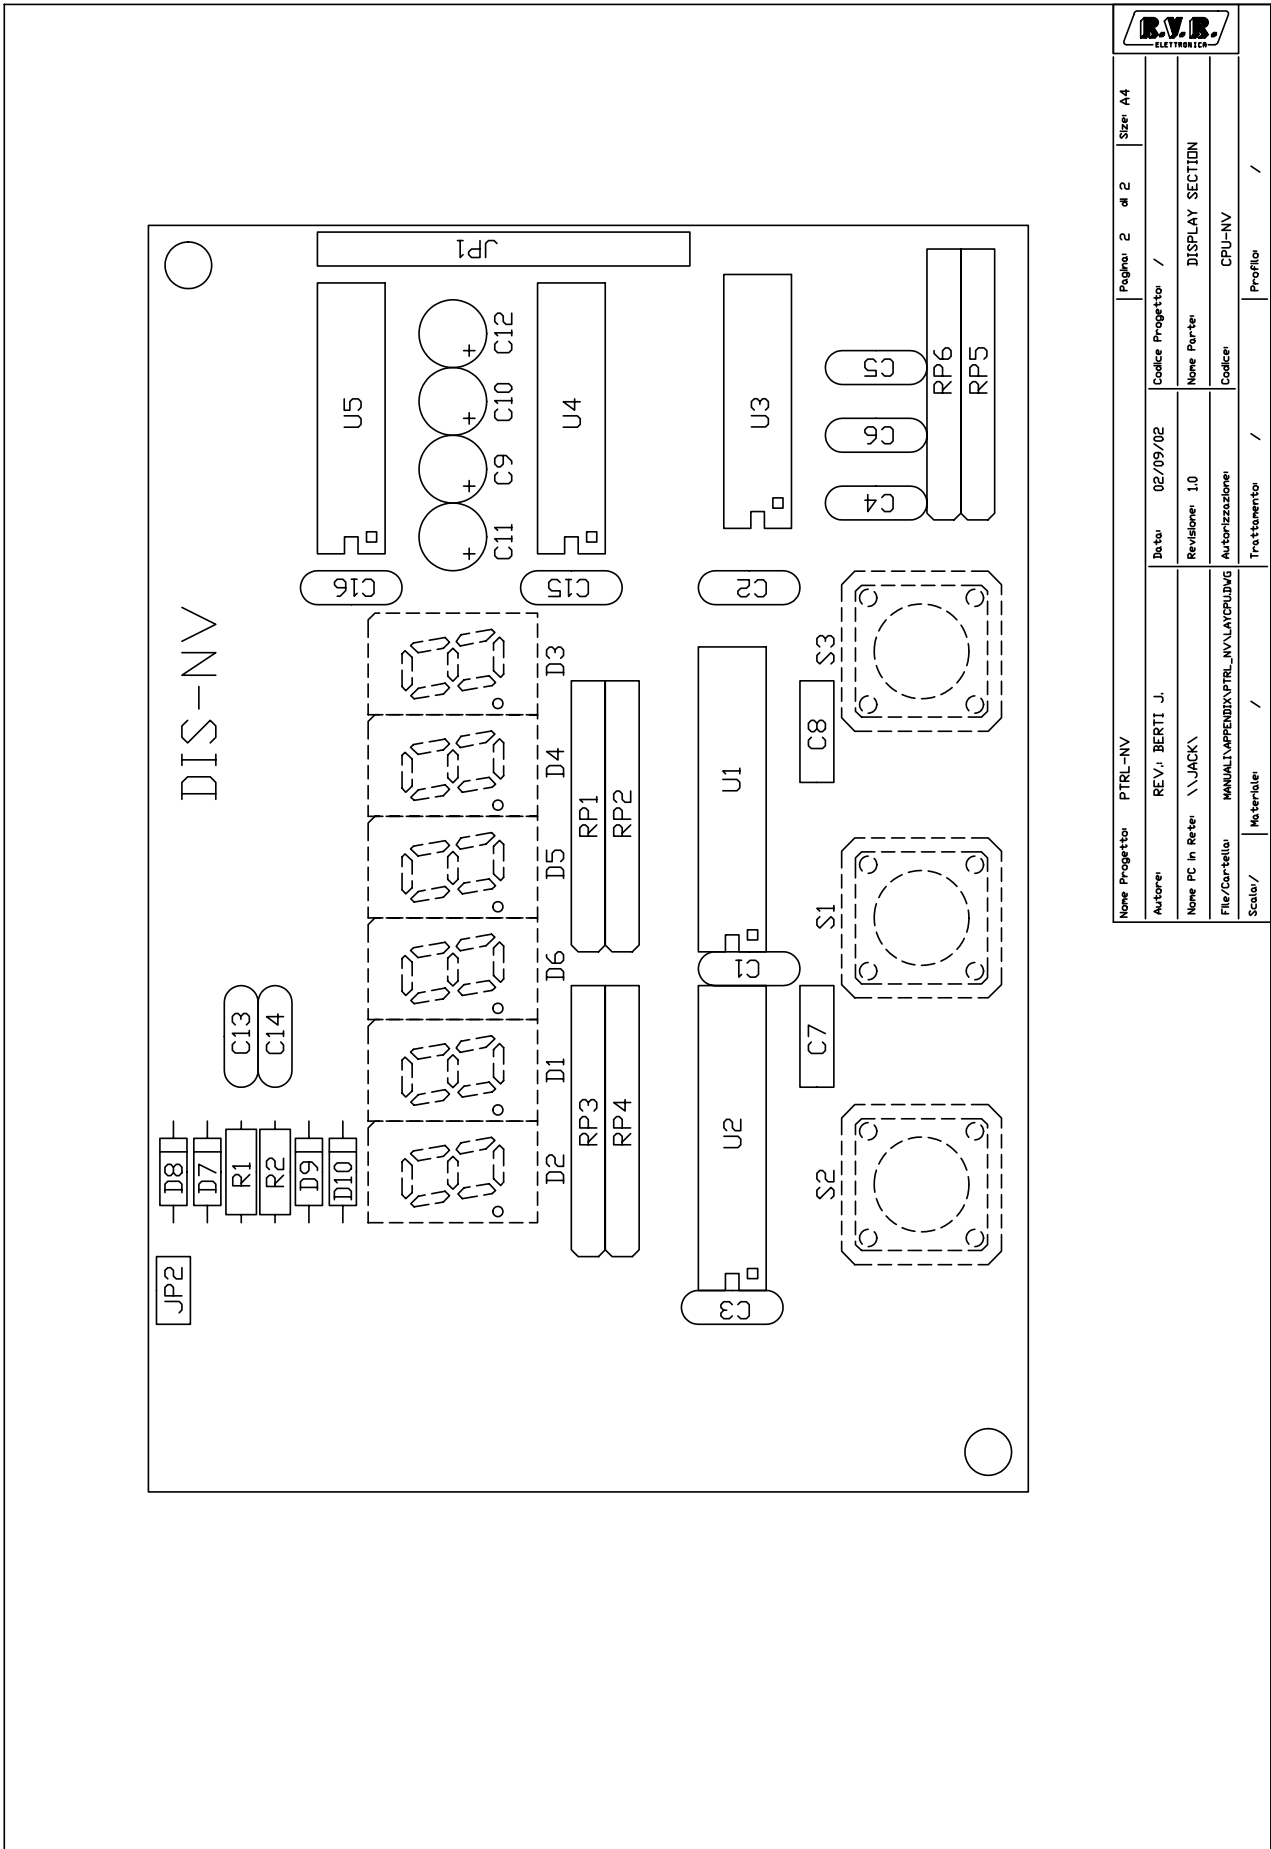 R.V.R.
ELETTRONICA
Nome Progetto: PTRL-NV
Pagina: 2 di 2
Size: A4
Autore: REV.: BERTI J.
Data: 02/09/02
Codice Progetto: /
Nome PC in Rete: \\JACK\
Revisione: 1.0
Nome Parte: DISPLAY SECTION
File/Cartella: MANUALI\APPENDIX\PTRL_NV\LAYCPU.DWG
Autorizzazione:
Codice: CPU-NV
Scala: /
Materiale: /
Trattamento: /
Profilo: /
DIS-NV
JP2
D8
D7
R1
R2
D9
D10
C13
C14
JP1
C16
U5
C11
C9
C10
C12
C15
U4
D2
D1
D6
D5
D4
D3
RP3
RP4
RP1
RP2
C3
U2
C1
U1
C2
U3
C7
C8
C4
C6
C5
RP6
RP5
S2
S1
S3